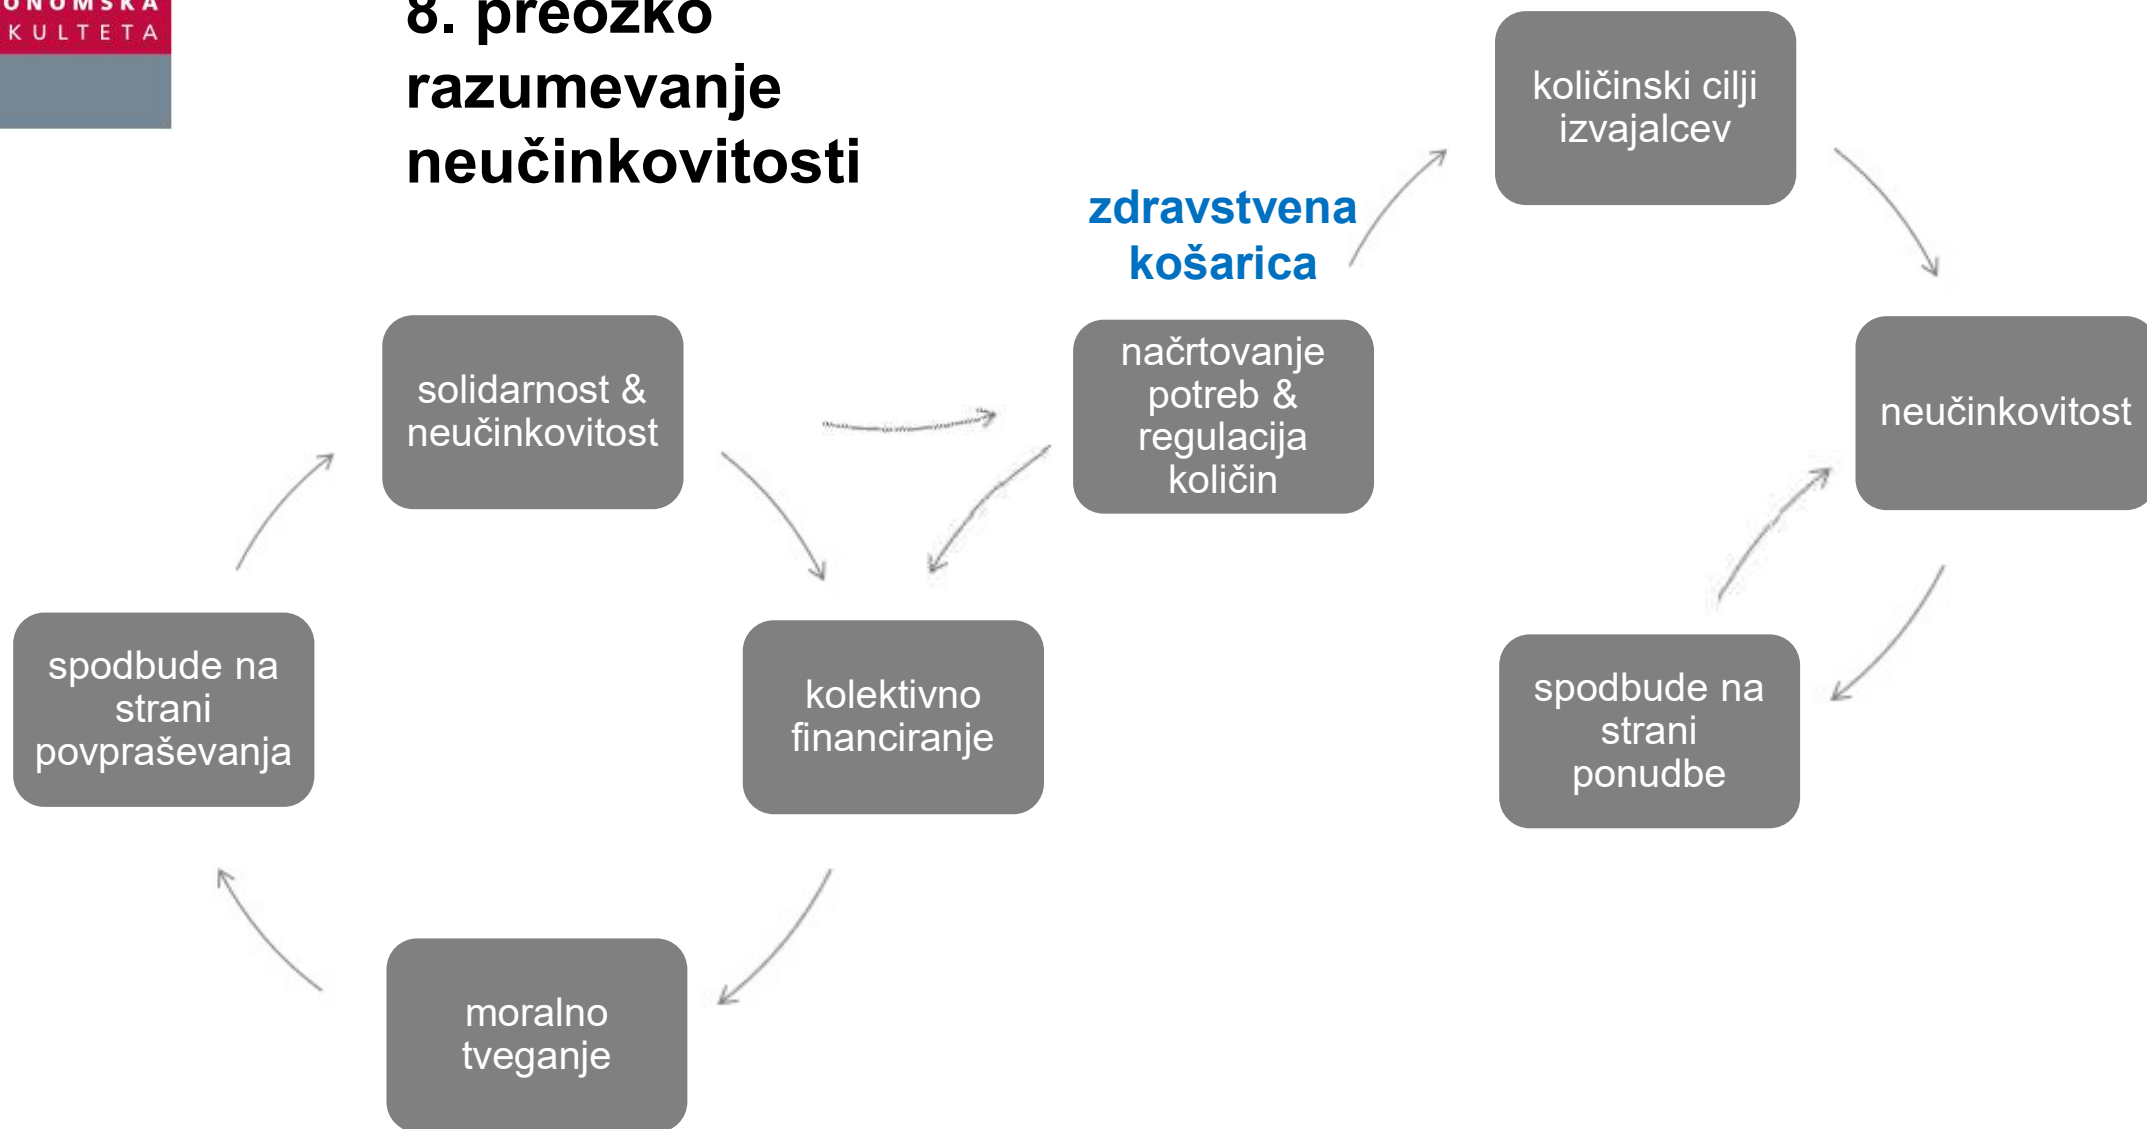 ONOMSKA
KULTETA
8. preozko
razumevanje
neučinkovitosti
količinski cilji
izvajalcev
zdravstvena
košarica
solidarnost &
neučinkovitost
načrtovanje
potreb &
regulacija
količin
neučinkovitost
spodbude na
strani
povpraševanja
kolektivno
financiranje
spodbude na
strani
ponudbe
moralno
tveganje